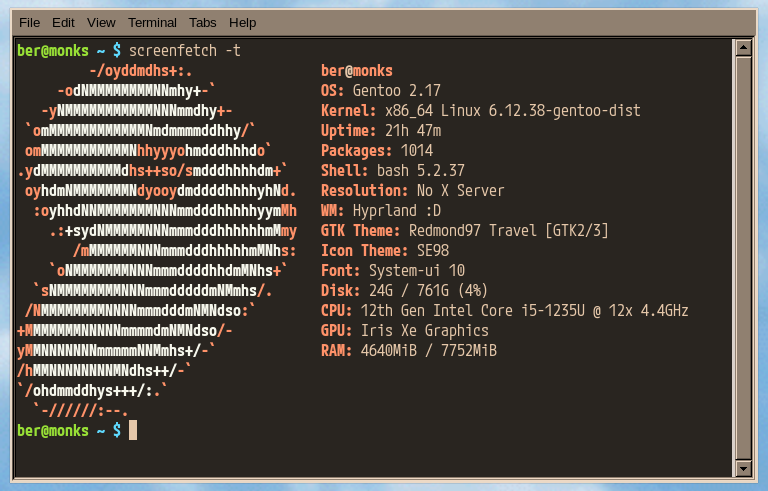 File Edit View Terminal Tabs Help
ber@monks ~ $ screenfetch -t
         -/oyddmdhs+:.                ber@monks
     -odNMMMMMMMMNNmhy+-`             OS: Gentoo 2.17
   -yNMMMMMMMMMMMNNNmmdhy+-           Kernel: x86_64 Linux 6.12.38-gentoo-dist
 `omMMMMMMMMMMMMNmdmmmmddhhy/`        Uptime: 21h 47m
 omMMMMMMMMMMMNhhyyyohmdddhhhdo`      Packages: 1014
.ydMMMMMMMMMMdhs++so/smdddhhhhdm+`    Shell: bash 5.2.37
 oyhdmNMMMMMMMNdyooydmddddhhhhyhNd.   Resolution: No X Server
  :oyhhdNNMMMMMMMNNNmmdddhhhhhyymMh   WM: Hyprland :D
    .:+sydNMMMMMNNNmmmdddhhhhhhmMmy   GTK Theme: Redmond97 Travel [GTK2/3]
       /mMMMMMMNNNmmmdddhhhhhmMNhs:   Icon Theme: SE98
    `oNMMMMMMMNNNmmmddddhhdmMNhs+`    Font: System-ui 10
  `sNMMMMMMMMNNNmmmdddddmNMmhs/.      Disk: 24G / 761G (4%)
 /NMMMMMMMMNNNNmmmdddmNMNdso:`        CPU: 12th Gen Intel Core i5-1235U @ 12x 4.4GHz
+MMMMMMMNNNNNmmmmdmNMNdso/-           GPU: Iris Xe Graphics
yMMNNNNNNNmmmmmNNMmhs+/-`             RAM: 4640MiB / 7752MiB
/hMMNNNNNNNNMNdhs++/-`
`/ohdmmddhys+++/:.`
  `-//////:--.
ber@monks ~ $